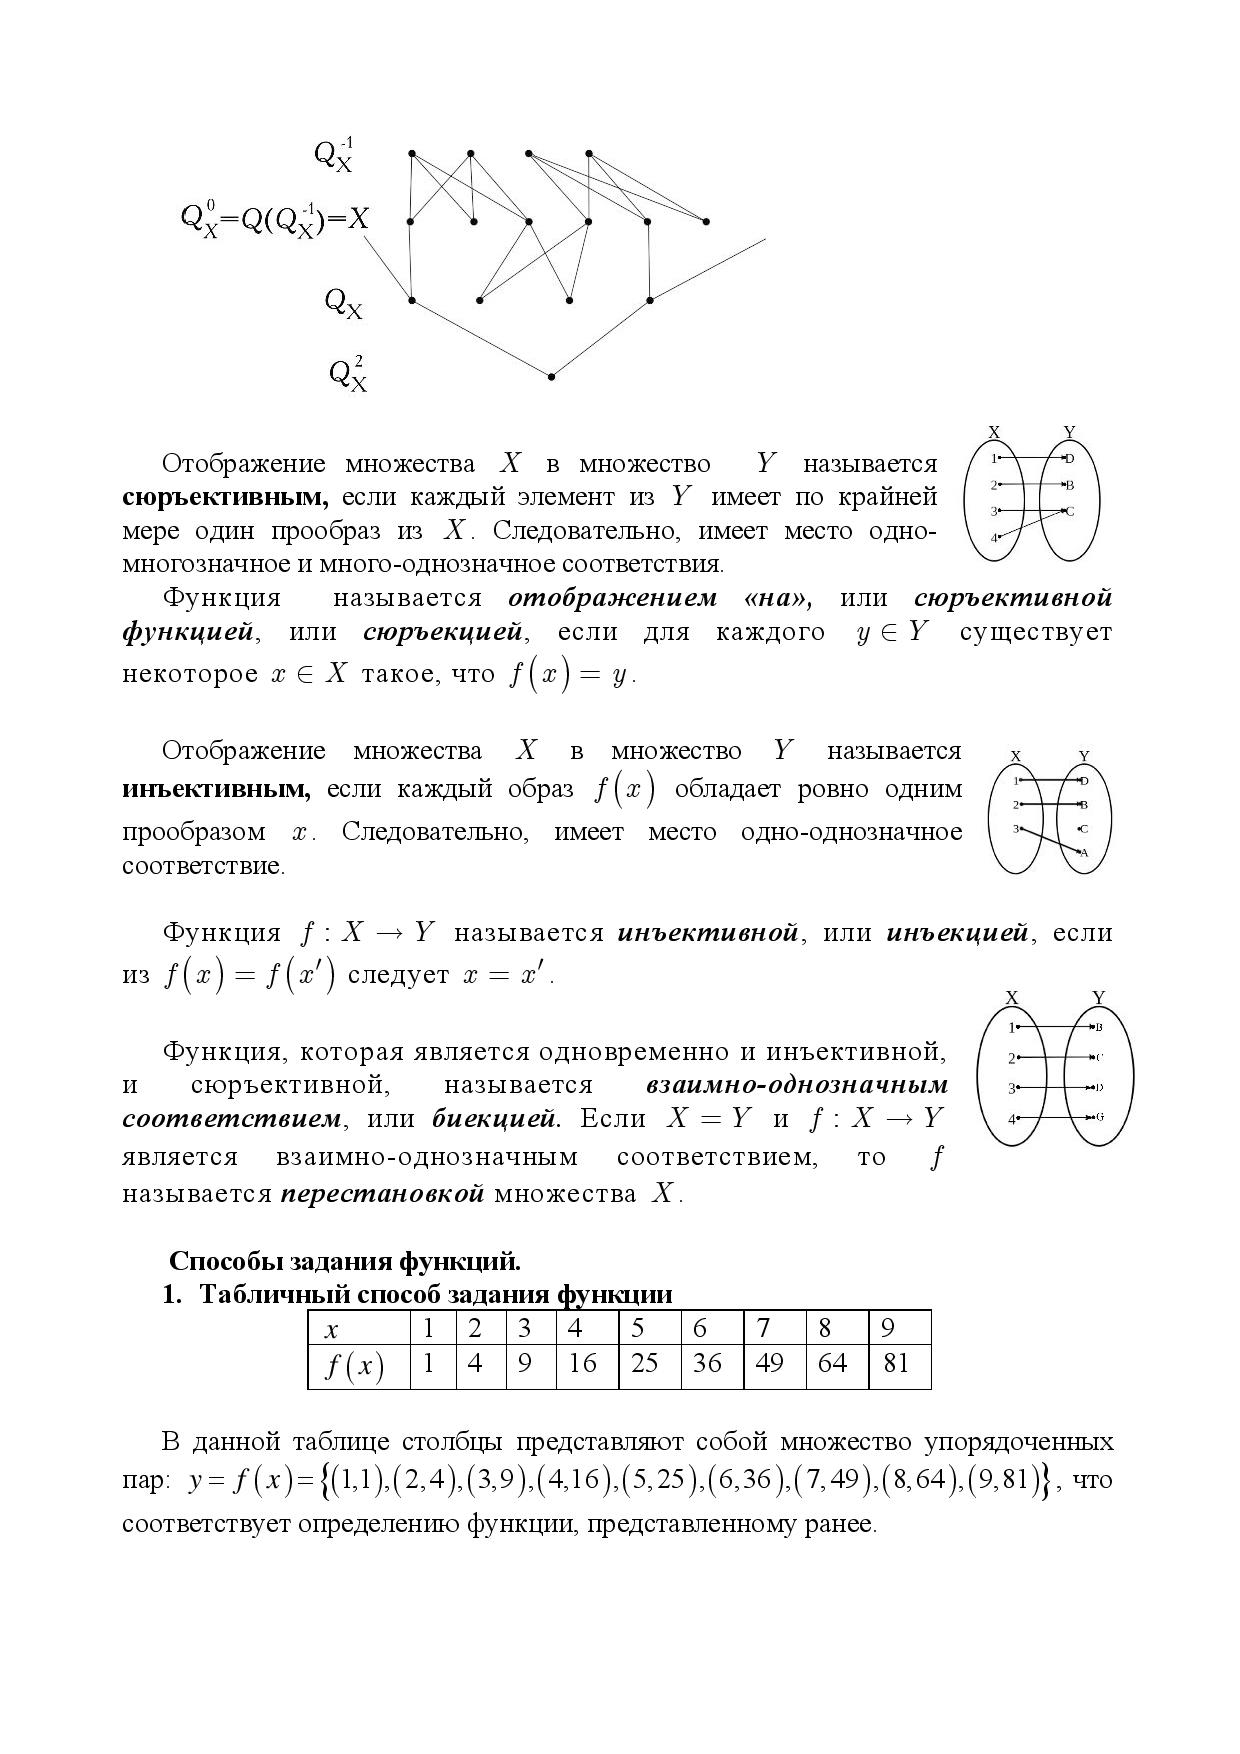 Q_X^{-1}
Q_X^0=Q(Q_X^{-1})=X
Q_X
Q_X^2
Отображение множества X в множество Y называется
сюръективным, если каждый элемент из Y имеет по крайней
мере один прообраз из X. Следовательно, имеет место одно-
многозначное и много-однозначное соответствия.
X Y
1 D
2 B
3 C
4
Функция называется отображением «на», или сюръективной
функцией, или сюръекцией, если для каждого y ∈ Y существует
некоторое x ∈ X такое, что f(x) = y.
Отображение множества X в множество Y называется
инъективным, если каждый образ f(x) обладает ровно одним
прообразом x. Следовательно, имеет место одно-однозначное
соответствие.
X Y
1 D
2 B
3 C
A
Функция f : X → Y называется инъективной, или инъекцией, если
из f(x) = f(x′) следует x = x′.
Функция, которая является одновременно и инъективной,
и сюръективной, называется взаимно-однозначным
соответствием, или биекцией. Если X = Y и f : X → Y
является взаимно-однозначным соответствием, то f
называется перестановкой множества X.
X Y
1 B
2 C
3 D
4 G
Способы задания функций.
1. Табличный способ задания функции
x 1 2 3 4 5 6 7 8 9
f(x) 1 4 9 16 25 36 49 64 81
В данной таблице столбцы представляют собой множество упорядоченных
пар: y = f(x)={(1,1),(2,4),(3,9),(4,16),(5,25),(6,36),(7,49),(8,64),(9,81)}, что
соответствует определению функции, представленному ранее.